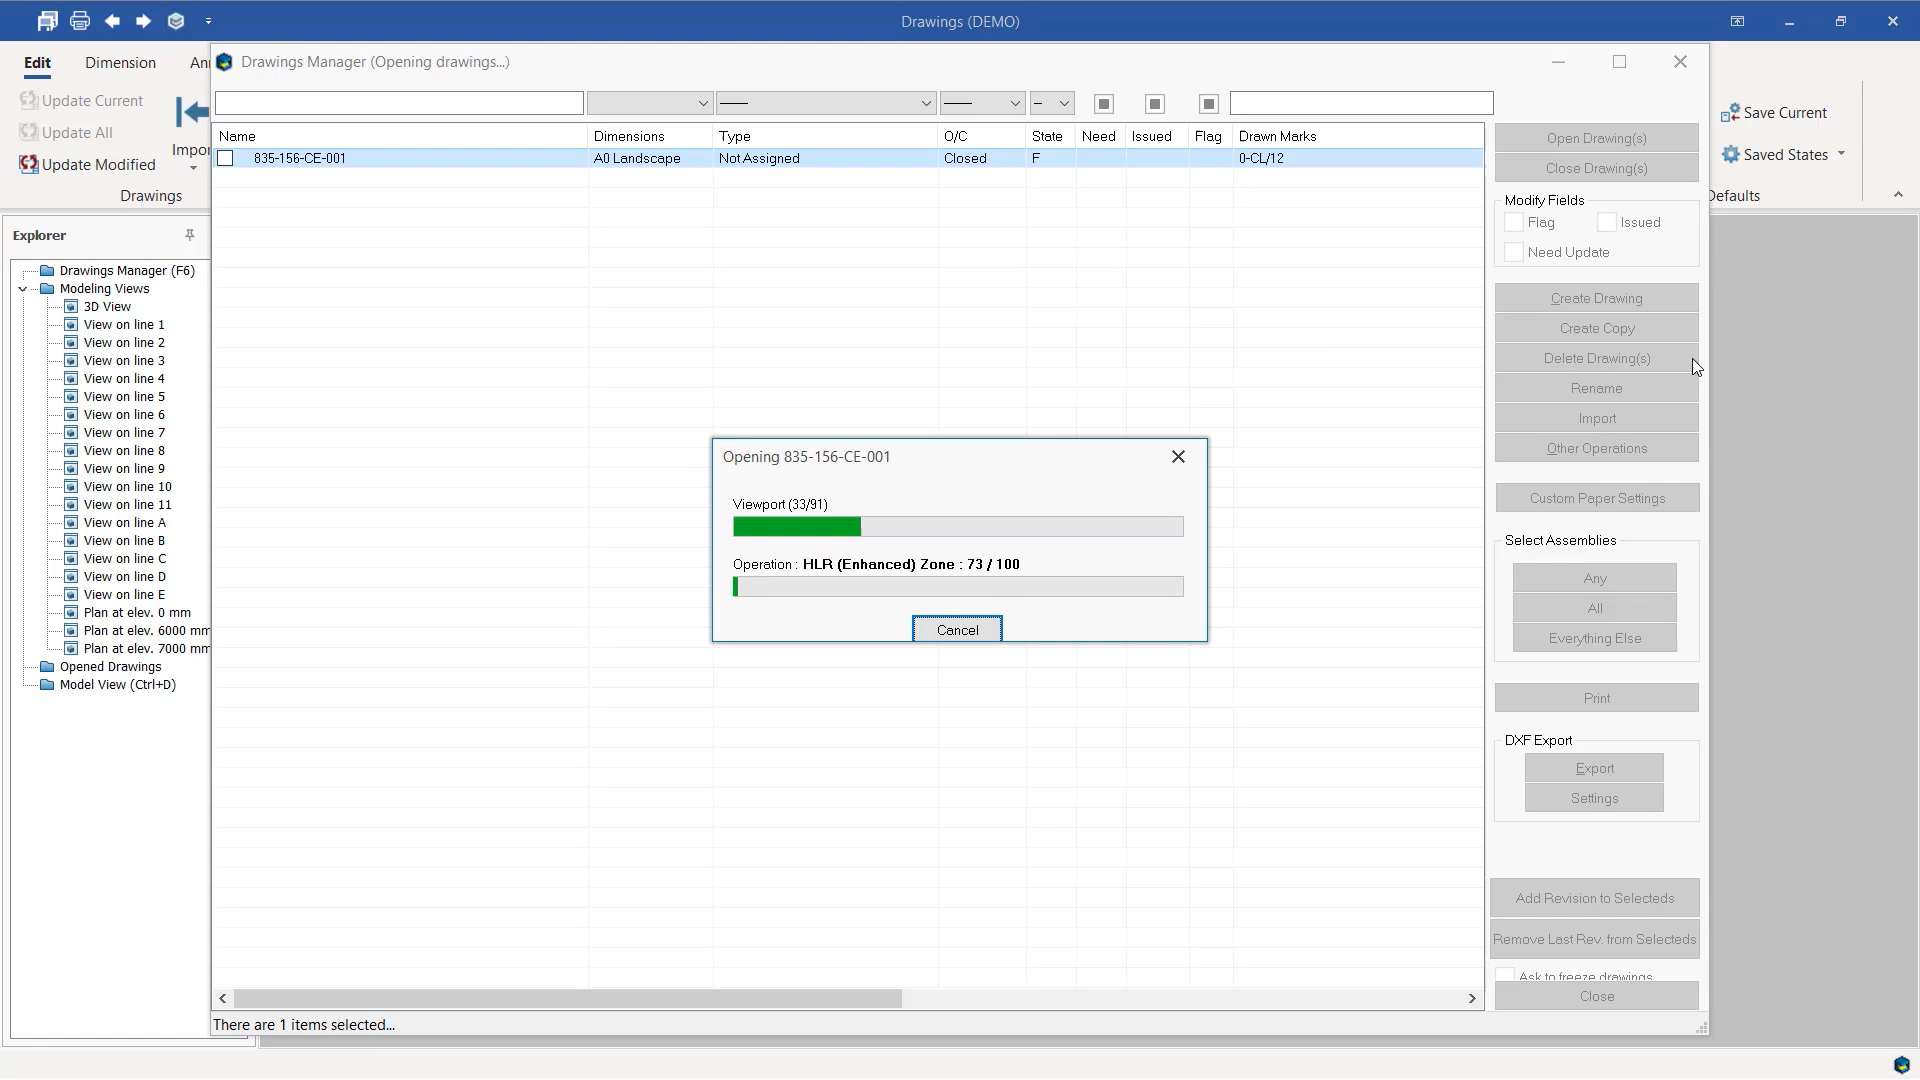 Drawings (DEMO)
Edit
Dimension
An
Update Current
Update All
Update Modified
Impor
Drawings
Save Current
Saved States
Defaults
Explorer
Drawings Manager (F6)
Modeling Views
3D View
View on line 1
View on line 2
View on line 3
View on line 4
View on line 5
View on line 6
View on line 7
View on line 8
View on line 9
View on line 10
View on line 11
View on line A
View on line B
View on line C
View on line D
View on line E
Plan at elev. 0 mm
Plan at elev. 6000 mm
Plan at elev. 7000 mm
Opened Drawings
Model View (Ctrl+D)
Drawings Manager (Opening drawings...)
Name Dimensions Type O/C State Need Issued Flag Drawn Marks
835-156-CE-001 A0 Landscape Not Assigned Closed F 0-CL/12
Opening 835-156-CE-001
Viewport (33/91)
Operation : HLR (Enhanced) Zone : 73 / 100
Cancel
Open Drawing(s)
Close Drawing(s)
Modify Fields
Flag
Issued
Need Update
Create Drawing
Create Copy
Delete Drawing(s)
Rename
Import
Other Operations
Custom Paper Settings
Select Assemblies
Any
All
Everything Else
Print
DXF Export
Export
Settings
Add Revision to Selecteds
Remove Last Rev. from Selecteds
Ask to freeze drawings
Close
There are 1 items selected...